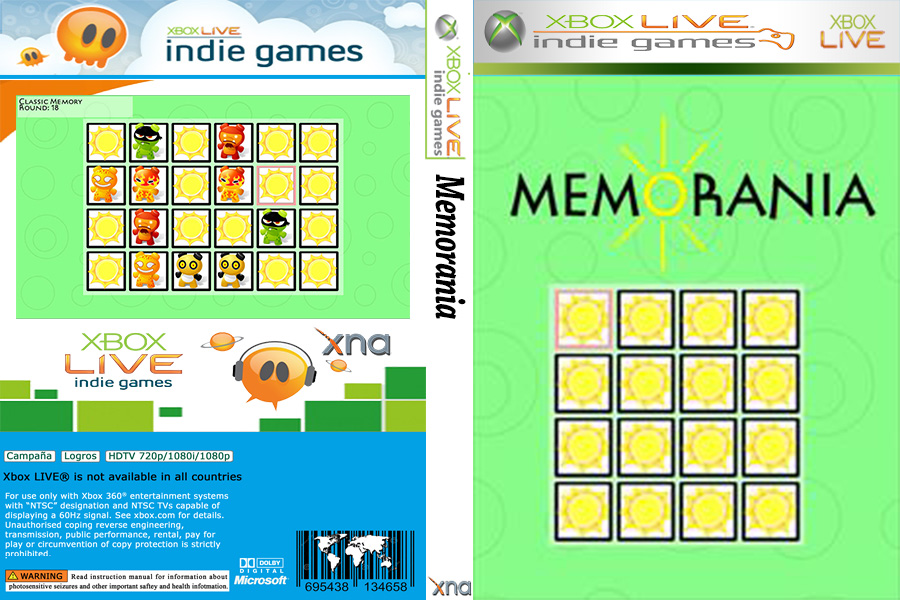 XBOX LIVE
indie games
CLASSIC MEMORY
ROUND: 18
XBOX
LIVE
indie games
xna
Campaña Logros HDTV 720p/1080i/1080p
Xbox LIVE® is not available in all countries
For use only with Xbox 360® entertainment systems
with "NTSC" designation and NTSC TVs capable of
displaying a 60Hz signal. See xbox.com for details.
Unauthorised coping reverse engineering,
transmission, public performance, rental, pay for
play or circumvention of copy protection is strictly
prohibited.
WARNING Read instruction manual for information about
photosensitive seizures and other important saftey and health infotmation.
DOLBY
DIGITAL
Microsoft®
695438 134658
XBOX LIVE
indie games
Memorania
xna
XBOX LIVE
indie games
XBOX
LIVE
MEMORANIA